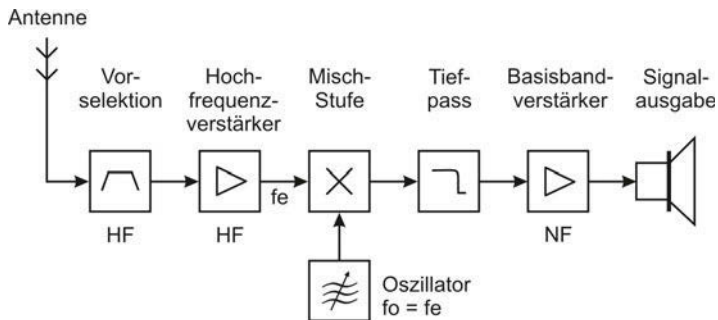 Antenne
Vor-
selektion
Hoch-
frequenz-
verstärker
Misch-
Stufe
Tief-
pass
Basisband-
verstärker
Signal-
ausgabe
fe
HF
HF
NF
Oszillator
fo = fe